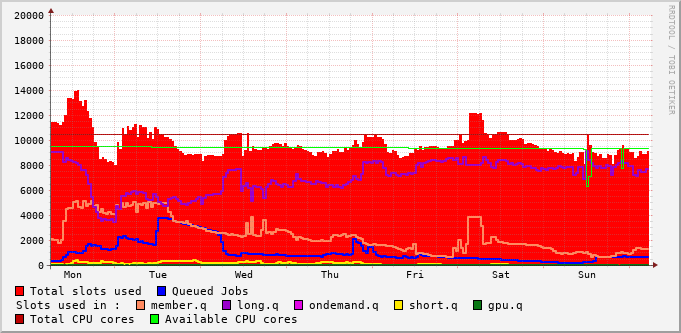 20000
18000
16000
14000
12000
10000
8000
6000
4000
2000
0
Mon Tue Wed Thu Fri Sat Sun
RRDTOOL / TOBI OETIKER
Total slots used Queued Jobs
Slots used in : member.q long.q ondemand.q short.q gpu.q
Total CPU cores Available CPU cores